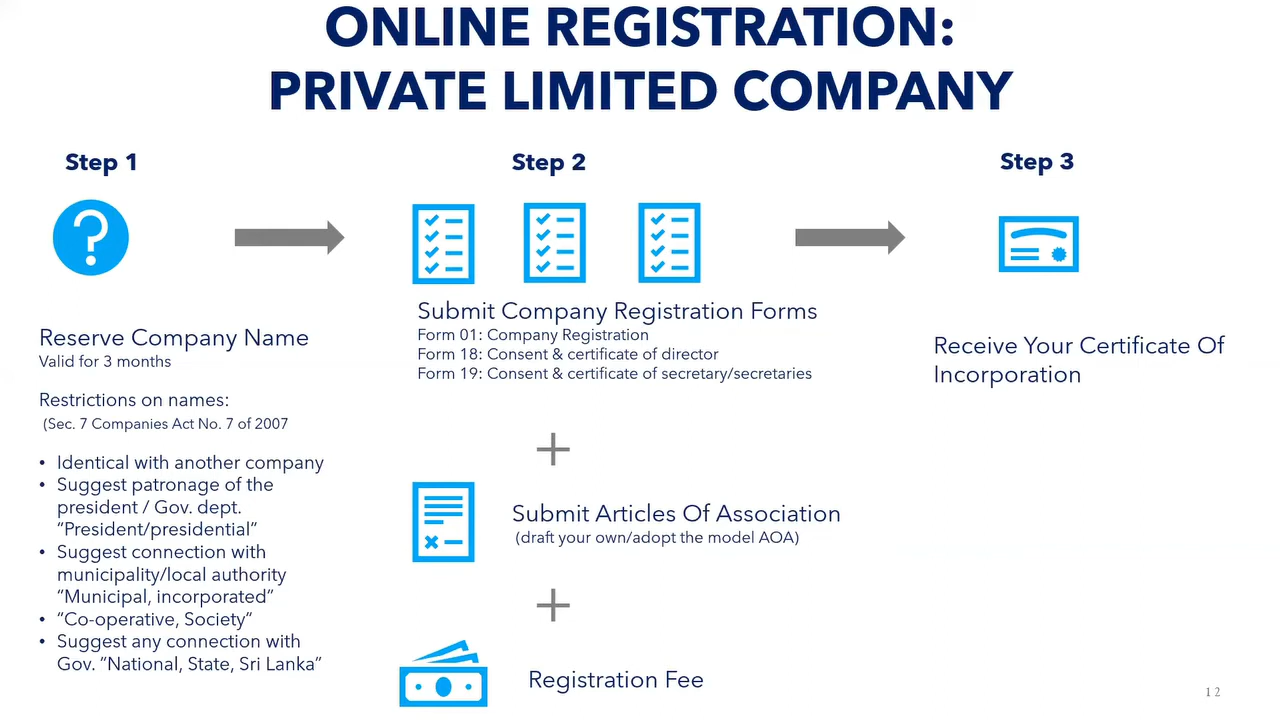 ONLINE REGISTRATION:
PRIVATE LIMITED COMPANY
Step 1
Reserve Company Name
Valid for 3 months
Restrictions on names:
(Sec. 7 Companies Act No. 7 of 2007
• Identical with another company
• Suggest patronage of the
president / Gov. dept.
“President/presidential”
• Suggest connection with
municipality/local authority
“Municipal, incorporated”
• “Co-operative, Society“
• Suggest any connection with
Gov. “National, State, Sri Lanka”
Step 2
Submit Company Registration Forms
Form 01: Company Registration
Form 18: Consent & certificate of director
Form 19: Consent & certificate of secretary/secretaries
+
Submit Articles Of Association
(draft your own/adopt the model AOA)
+
Registration Fee
Step 3
Receive Your Certificate Of
Incorporation
12